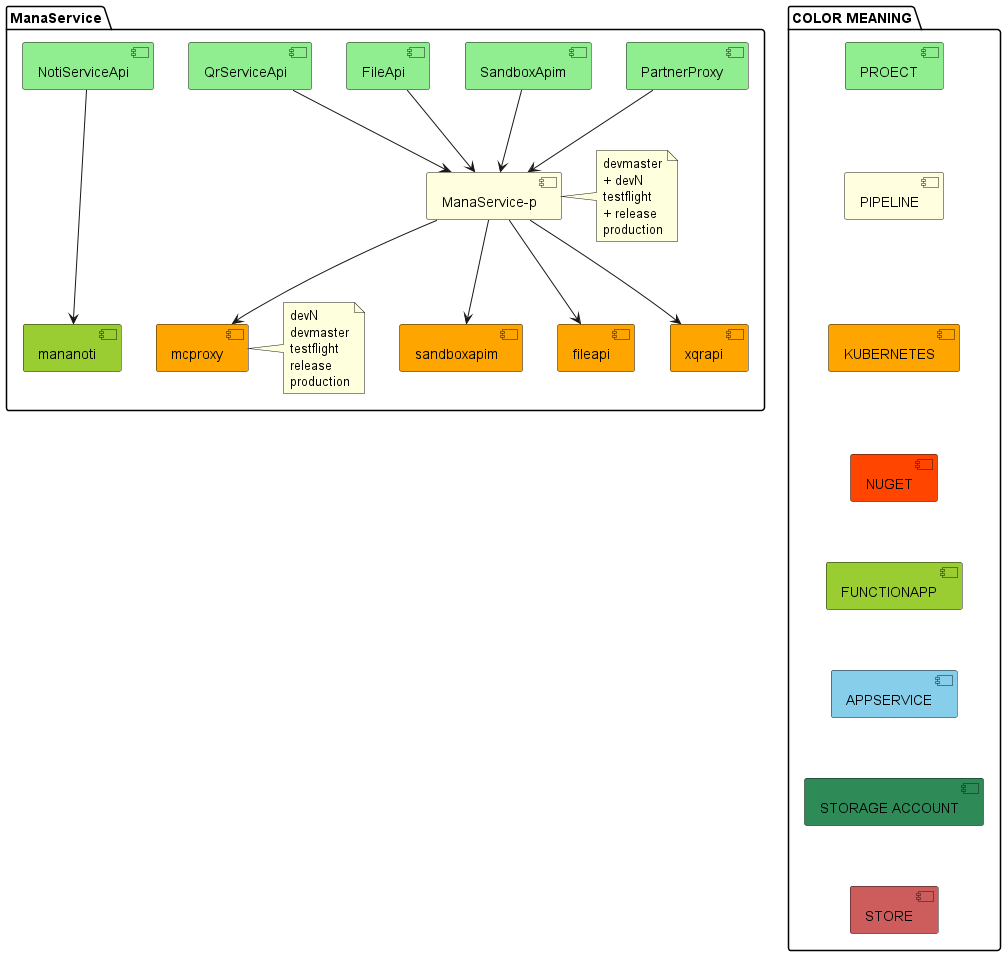 ManaService
NotiServiceApi
QrServiceApi
FileApi
SandboxApim
PartnerProxy
ManaService-p
devmaster
+ devN
testflight
+ release
production
mananoti
mcproxy
devN
devmaster
testflight
release
production
sandboxapim
fileapi
xqrapi
COLOR MEANING
PROECT
PIPELINE
KUBERNETES
NUGET
FUNCTIONAPP
APPSERVICE
STORAGE ACCOUNT
STORE